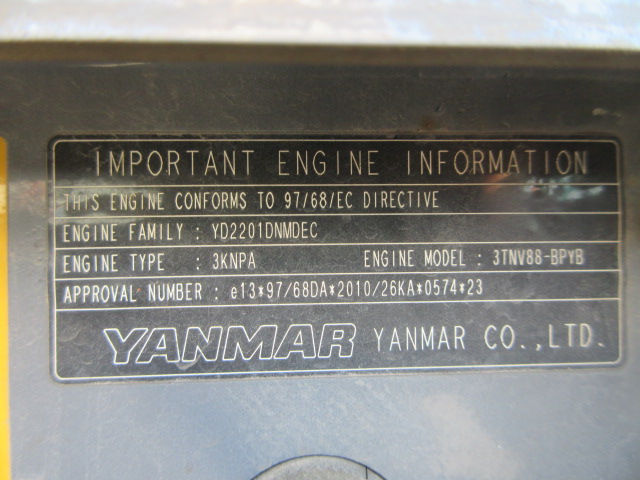 IMPORTANT ENGINE INFORMATION
THIS ENGINE CONFORMS TO 97/68/EC DIRECTIVE
ENGINE FAMILY : YD2201DNMDEC
ENGINE TYPE : 3KNPA ENGINE MODEL : 3TNV88-BPYB
APPROVAL NUMBER : e13*97/68DA*2010/26KA*0574*23
YANMAR YANMAR CO.,LTD.